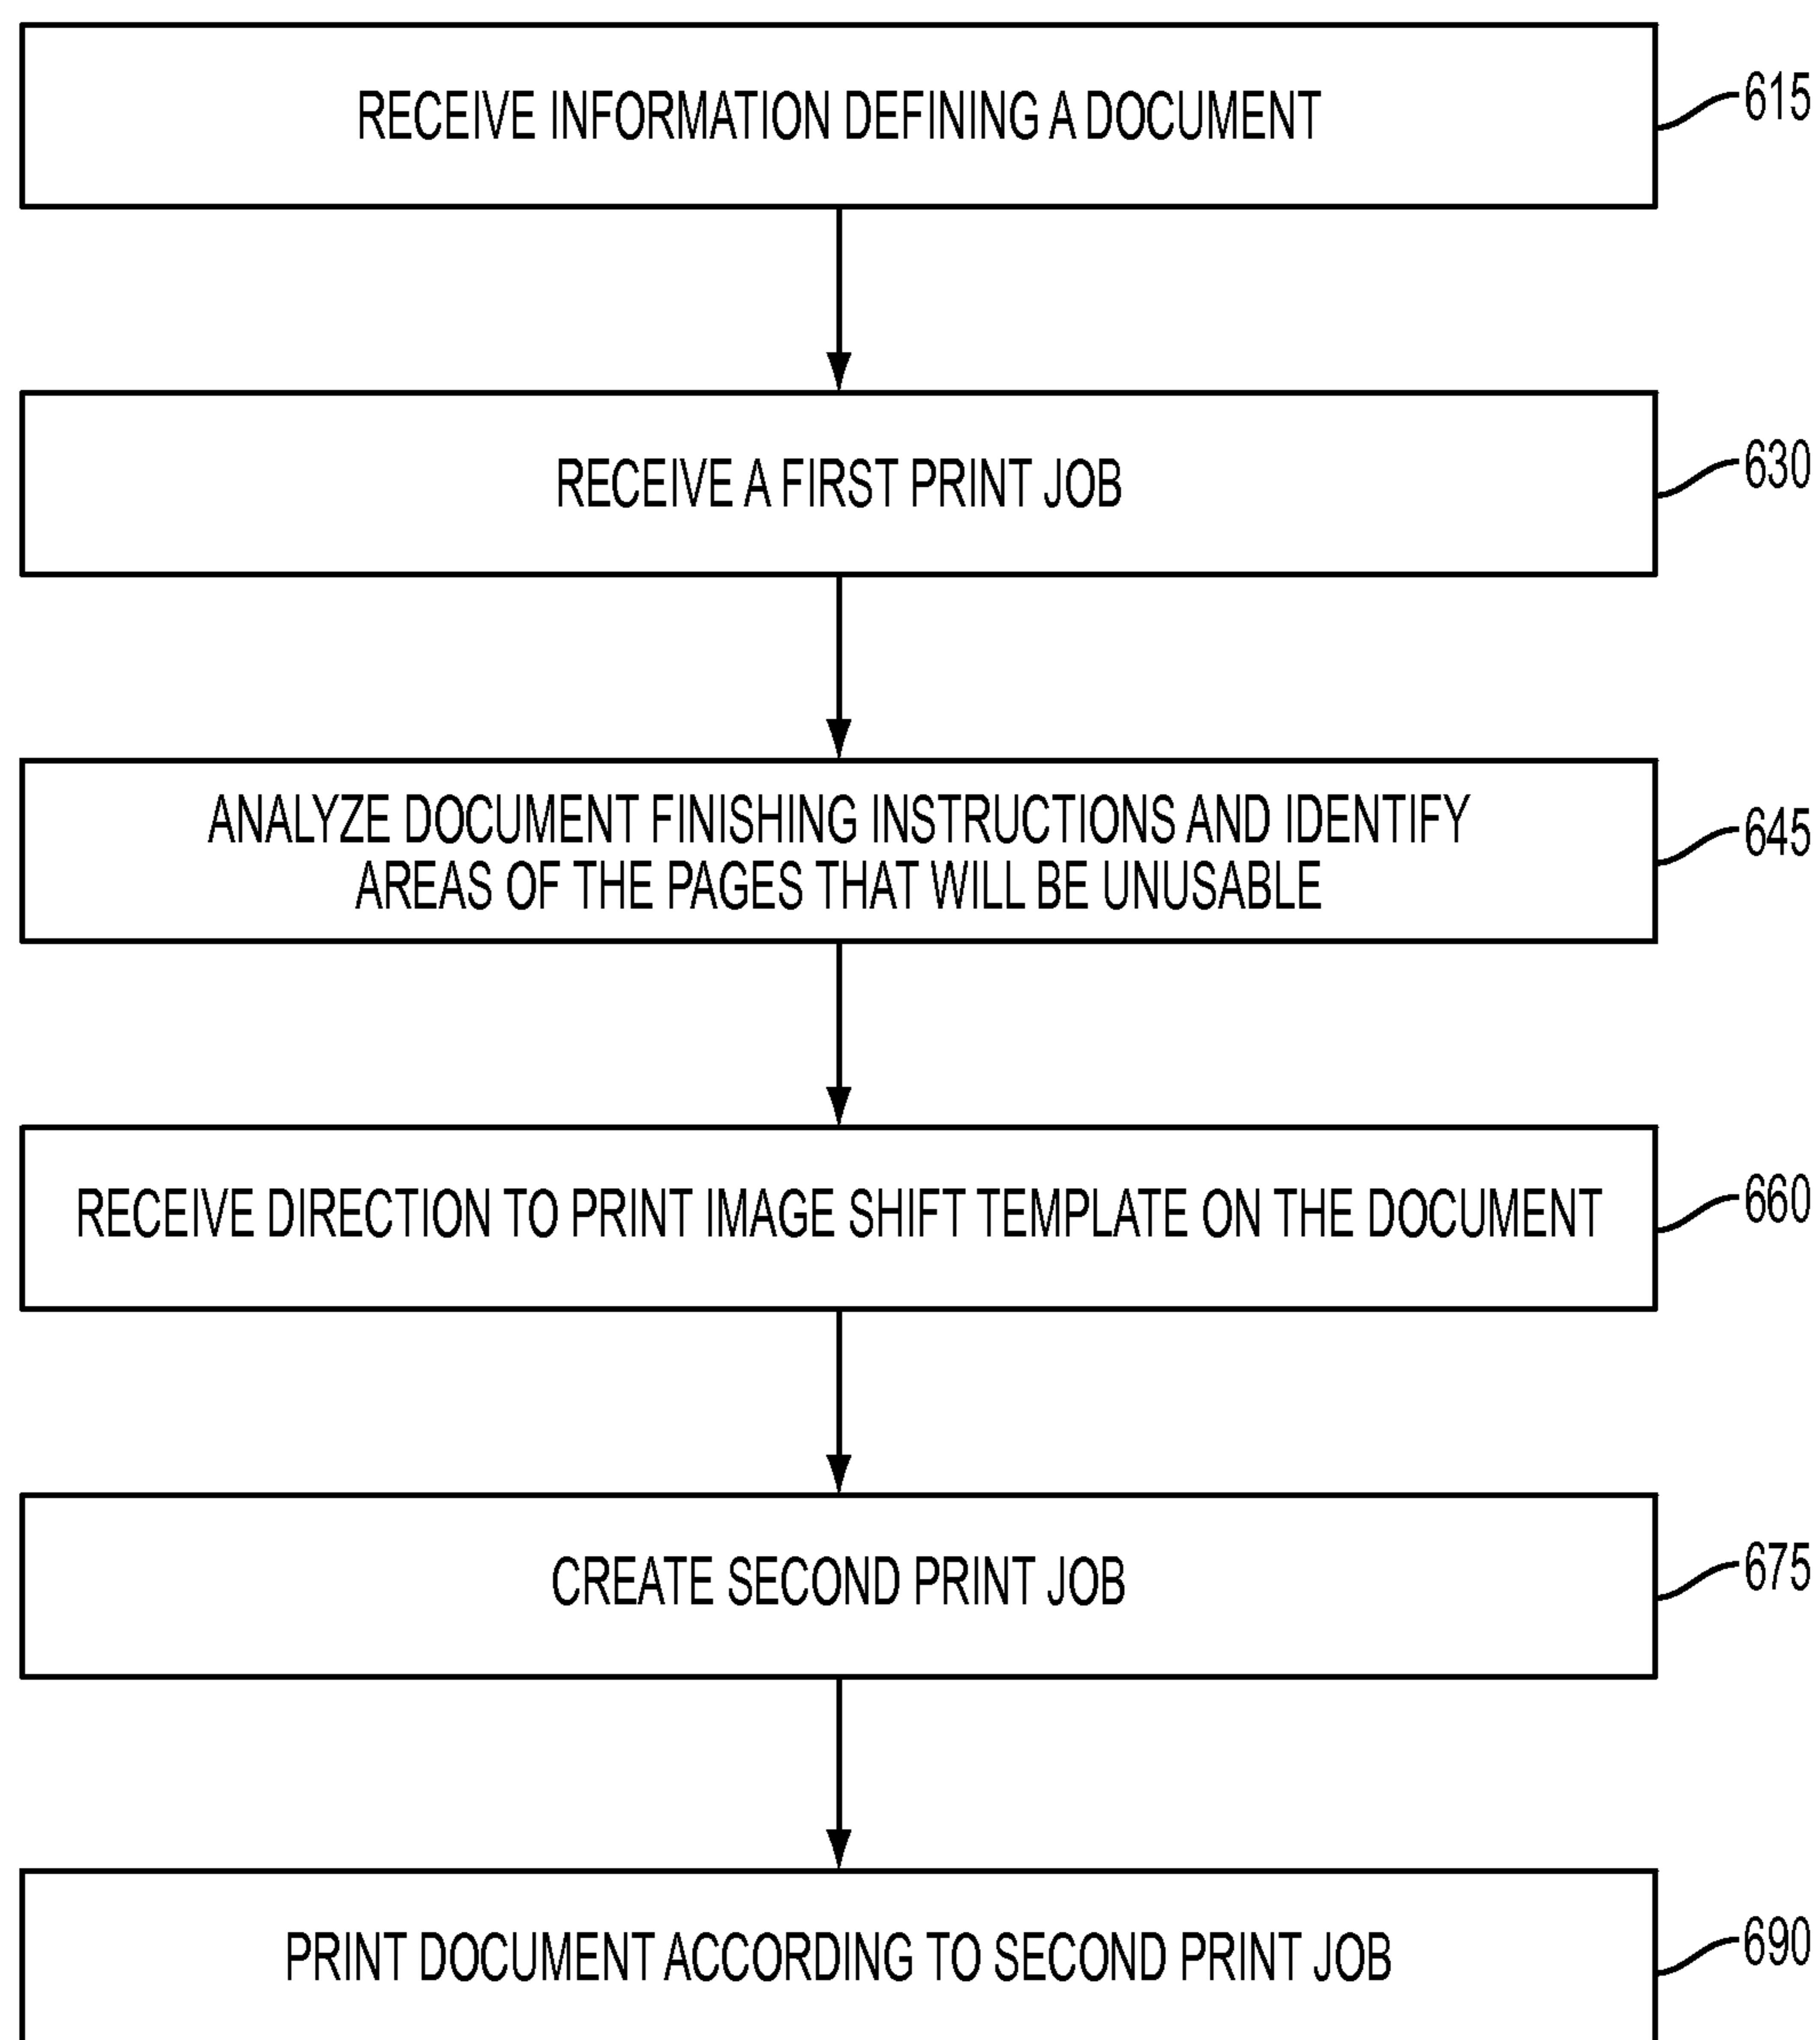 RECEIVE INFORMATION DEFINING A DOCUMENT
615
RECEIVE A FIRST PRINT JOB
630
ANALYZE DOCUMENT FINISHING INSTRUCTIONS AND IDENTIFY
AREAS OF THE PAGES THAT WILL BE UNUSABLE
645
RECEIVE DIRECTION TO PRINT IMAGE SHIFT TEMPLATE ON THE DOCUMENT
660
CREATE SECOND PRINT JOB
675
PRINT DOCUMENT ACCORDING TO SECOND PRINT JOB
690